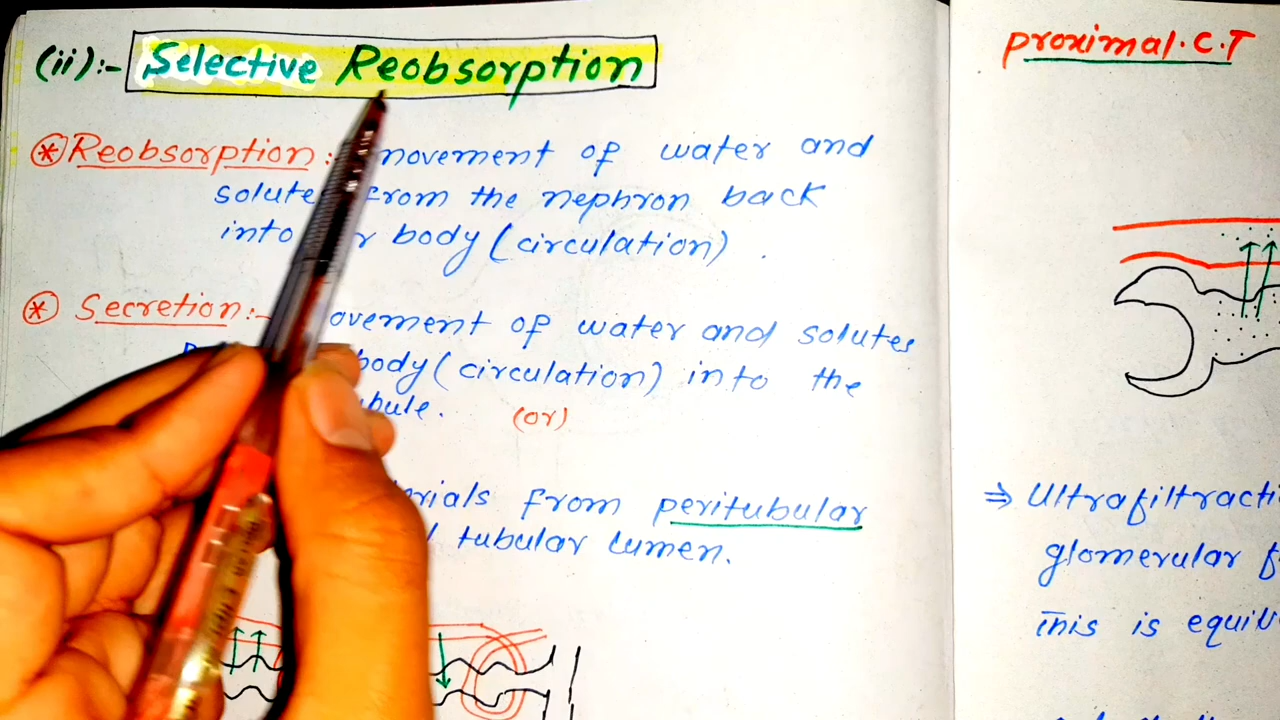 (ii):- Selective Reobsorption
* Reobsorption: movement of water and
solute from the nephron back
into body (circulation).
* Secretion:- ovement of water and solutes
body (circulation) into the
bule. (or)
rials from peritubular
tubular lumen.
proximal.C.T
⇒ Ultrafiltracti
glomerular f
This is equil